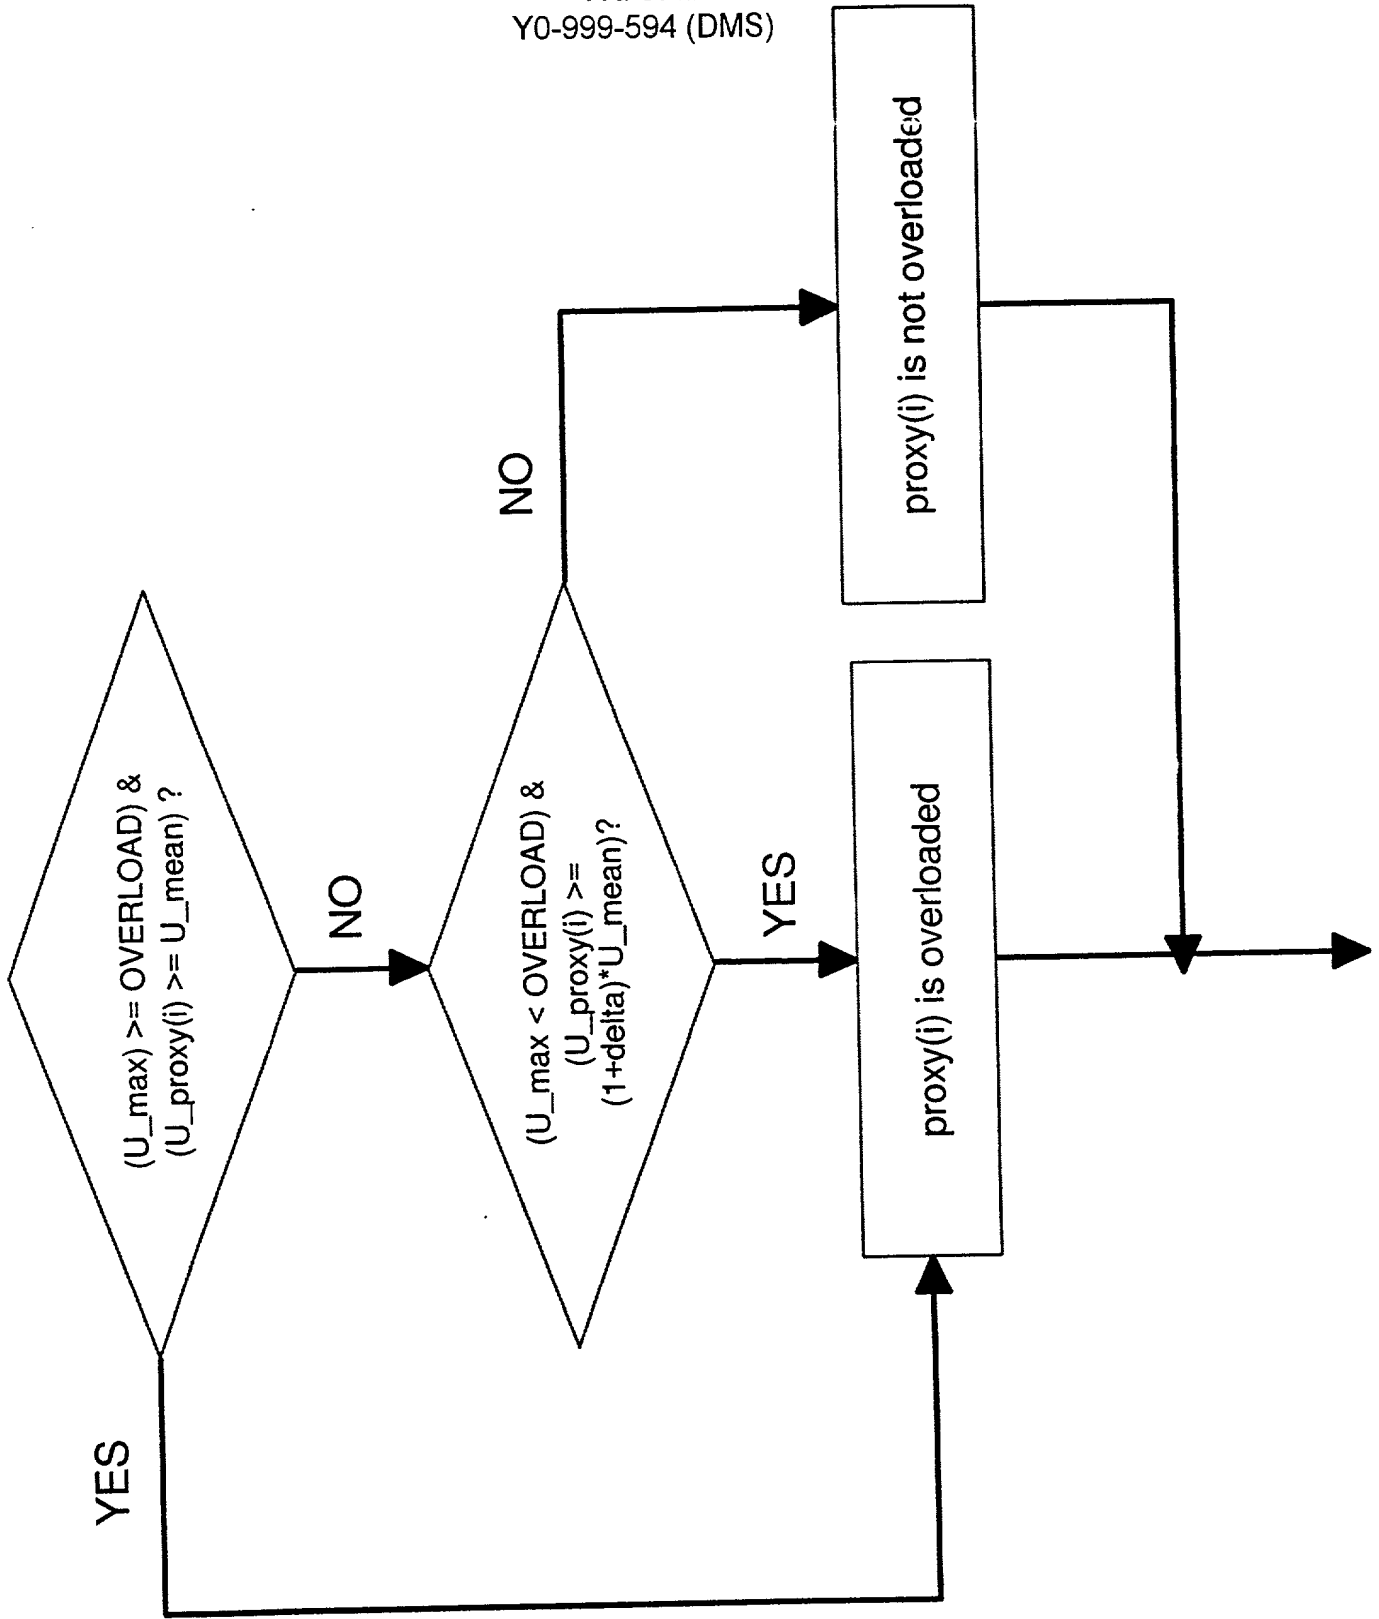 Y0-999-594 (DMS)
(U_max) >= OVERLOAD) &
(U_proxy(i) >= U_mean) ?
YES
NO
(U_max < OVERLOAD) &
(U_proxy(i) >=
(1+delta)*U_mean)?
NO
YES
proxy(i) is overloaded
proxy(i) is not overloaded